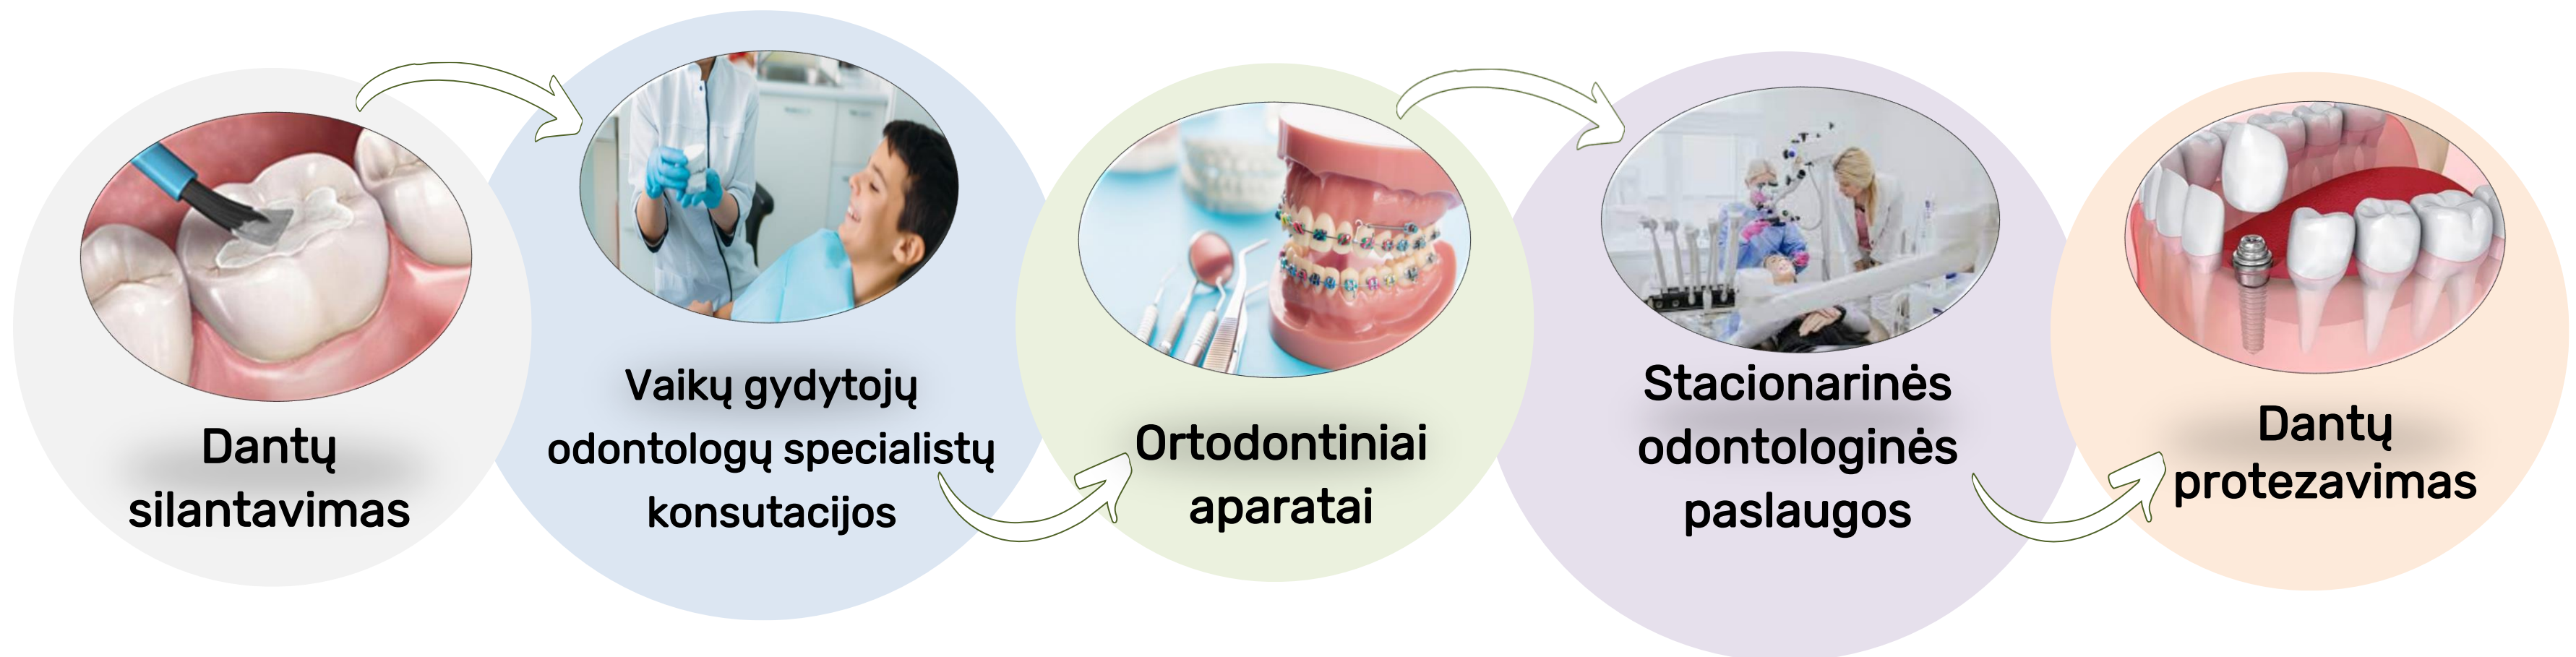 Dantų
silantavimas
Vaikų gydytojų
odontologų specialistų
konsutacijos
Ortodontiniai
aparatai
Stacionarinės
odontologinės
paslaugos
Dantų
protezavimas